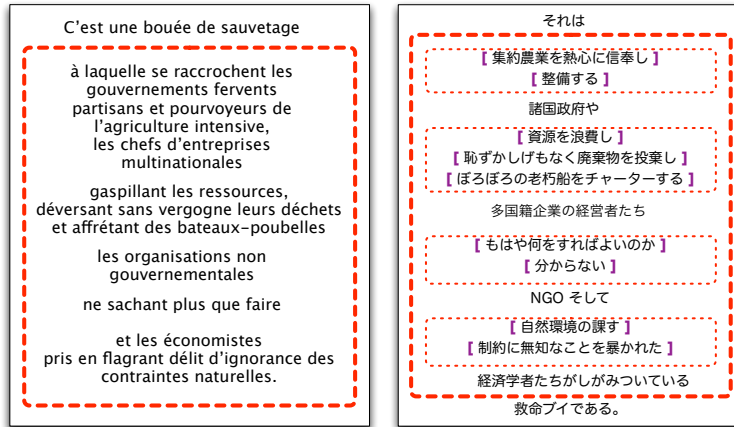 C'est une bouée de sauvetage
à laquelle se raccrochent les
gouvernements fervents
partisans et pourvoyeurs de
l'agriculture intensive,
les chefs d'entreprises
multinationales
gaspillant les ressources,
déversant sans vergogne leurs déchets
et affrétant des bateaux-poubelles
les organisations non
gouvernementales
ne sachant plus que faire
et les économistes
pris en flagrant délit d'ignorance des
contraintes naturelles.
それは
[ 集約農業を熱心に信奉し ]
[ 整備する ]
諸国政府や
[ 資源を浪費し ]
[ 恥ずかしげもなく廃棄物を投棄し ]
[ ぼろぼろの老朽船をチャーターする ]
多国籍企業の経営者たち
[ もはや何をすればよいのか ]
[ 分からない ]
NGO そして
[ 自然環境の課す ]
[ 制約に無知なことを暴かれた ]
経済学者たちがしがみついている
救命ブイである。